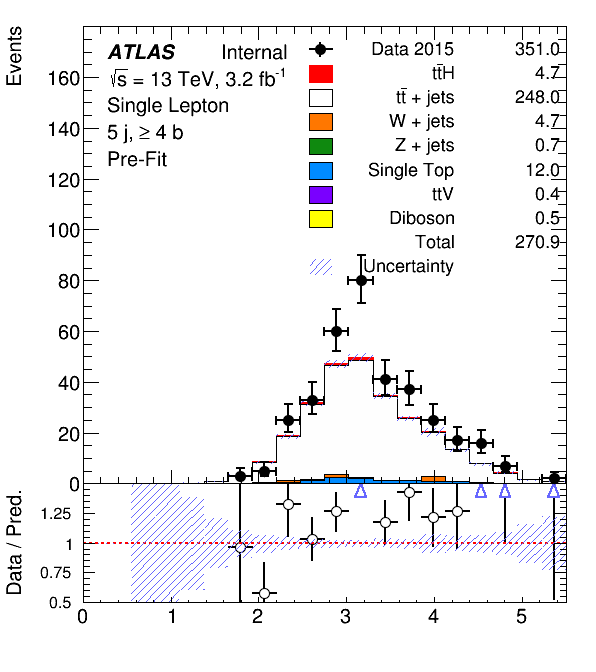 Events
ATLAS Internal
√s = 13 TeV, 3.2 fb⁻¹
Single Lepton
5 j, ≥ 4 b
Pre-Fit
Data 2015 351.0
tt̄H 4.7
tt̄ + jets 248.0
W + jets 4.7
Z + jets 0.7
Single Top 12.0
ttV 0.4
Diboson 0.5
Total 270.9
Uncertainty
160
140
120
100
80
60
40
20
0
Data / Pred.
1.25
1
0.75
0.5
0 1 2 3 4 5